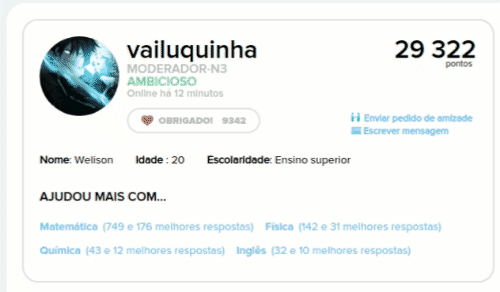 vailuquinha
29 322
pontos
MODERADOR-N3
AMBICIOSO
Online há 12 minutos
OBRIGADO! 9342
Enviar pedido de amizade
Escrever mensagem
Nome: Welison Idade : 20 Escolaridade: Ensino superior
AJUDOU MAIS COM...
Matemática (749 e 176 melhores respostas) Física (142 e 31 melhores respostas)
Química (43 e 12 melhores respostas) Inglês (32 e 10 melhores respostas)